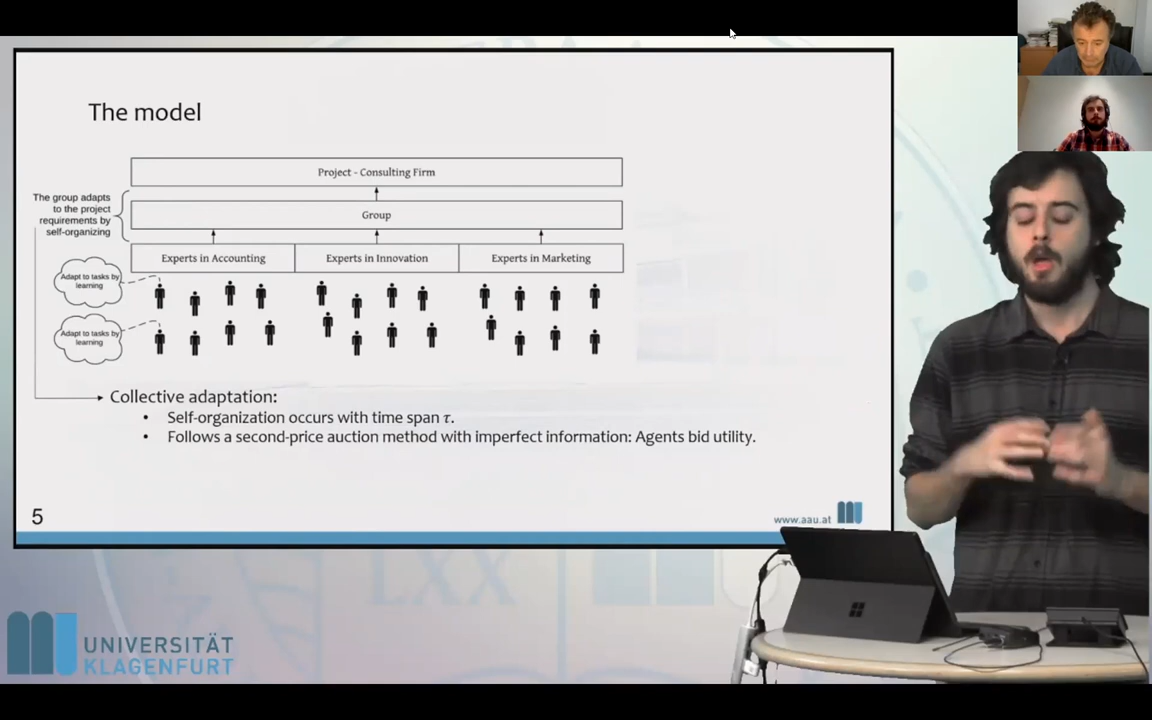 The model
Project - Consulting Firm
The group adapts
to the project
requirements by
self-organizing
Group
Experts in Accounting
Experts in Innovation
Experts in Marketing
Adapt to tasks by
learning
Adapt to tasks by
learning
Collective adaptation:
• Self-organization occurs with time span τ.
• Follows a second-price auction method with imperfect information: Agents bid utility.
5
www.aau.at
LXX
UNIVERSITÄT
KLAGENFURT